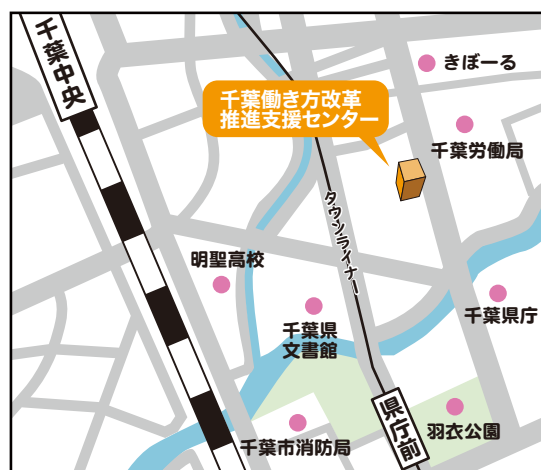 千葉中央
きぼーる
千葉働き方改革
推進支援センター
千葉労働局
タウンライナー
明聖高校
千葉県
文書館
千葉県庁
県庁前
羽衣公園
千葉市消防局